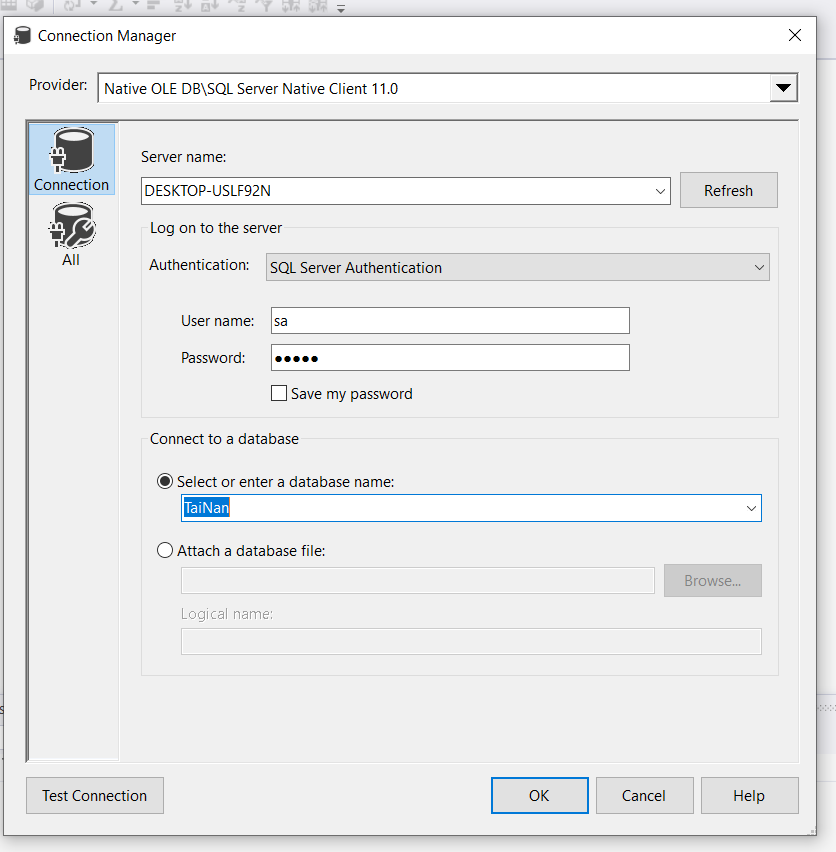 Connection Manager
Provider: Native OLE DB\SQL Server Native Client 11.0
Connection
All
Server name:
DESKTOP-USLF92N
Refresh
Log on to the server
Authentication: SQL Server Authentication
User name: sa
Password: ●●●●●
Save my password
Connect to a database
Select or enter a database name:
TaiNan
Attach a database file:
Browse...
Logical name:
Test Connection
OK
Cancel
Help